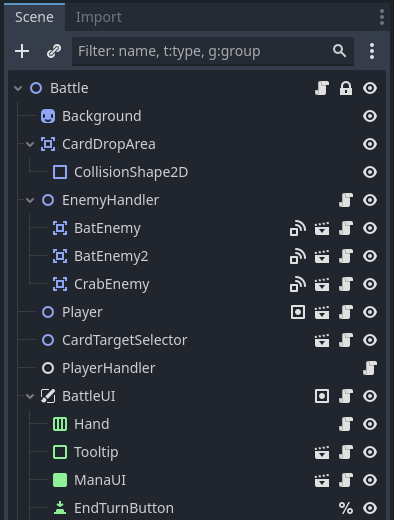 Scene Import
Filter: name, t:type, g:group
Battle
Background
CardDropArea
CollisionShape2D
EnemyHandler
BatEnemy
BatEnemy2
CrabEnemy
Player
CardTargetSelector
PlayerHandler
BattleUI
Hand
Tooltip
ManaUI
EndTurnButton %